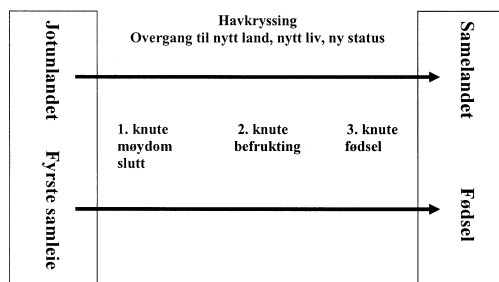 Havkryssing
Overgang til nytt land, nytt liv, ny status
Jotunlandet
Samelandet
1. knute
møydom
slutt
2. knute
befrukting
3. knute
fødsel
Fyrste samleie
Fødsel